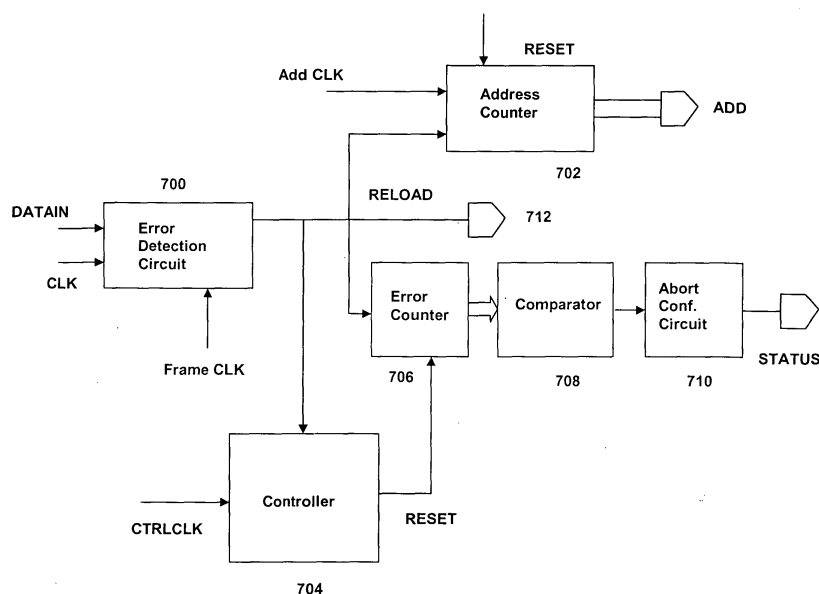 RESET
Add CLK
Address
Counter
ADD
702
700
RELOAD
712
DATAIN
Error
Detection
Circuit
CLK
Error
Counter
Comparator
Abort
Conf.
Circuit
Frame CLK
706
708
710
STATUS
Controller
CTRLCLK
RESET
704